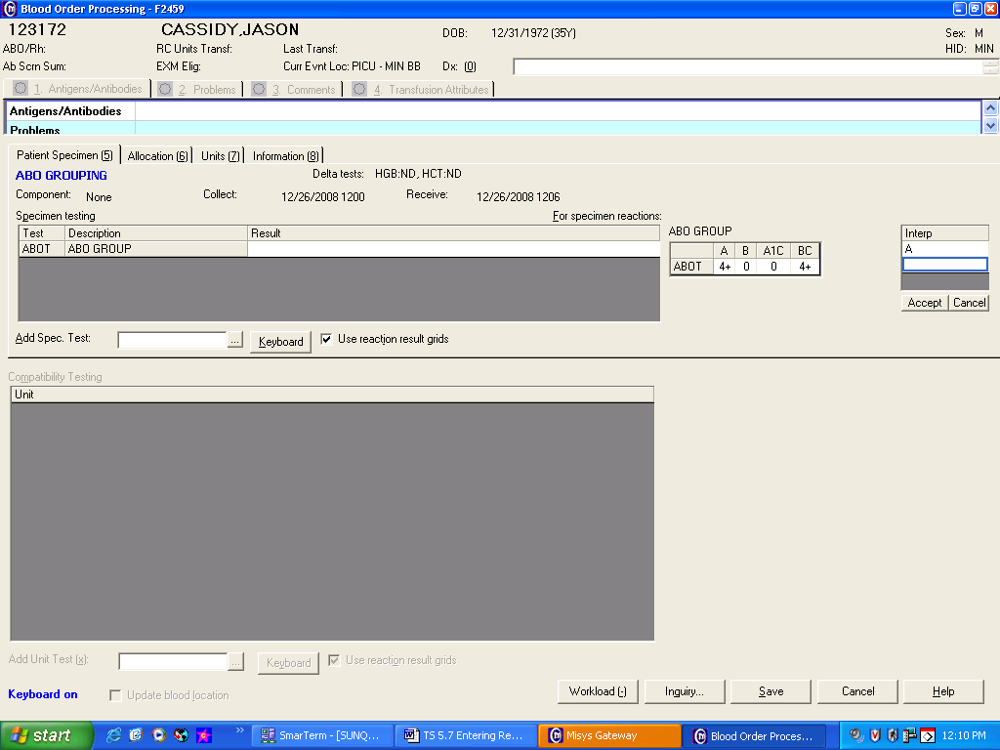 Blood Order Processing - F2459
123172 CASSIDY,JASON DOB: 12/31/1972 (35Y) Sex: M
ABO/Rh: RC Units Transf: Last Transf: HID: MIN
Ab Scrn Sum: EXM Elig: Curr Evnt Loc: PICU - MIN BB Dx: (0)
1. Antigens/Antibodies 2. Problems 3. Comments 4. Transfusion Attributes
Antigens/Antibodies
Problems
Patient Specimen (5) Allocation (6) Units (7) Information (8)
ABO GROUPING Delta tests: HGB:ND, HCT:ND
Component: None Collect: 12/26/2008 1200 Receive: 12/26/2008 1206
Specimen testing For specimen reactions:
Test Description Result
ABOT ABO GROUP
ABO GROUP
A B A1C BC
ABOT 4+ 0 0 4+
Interp
A
Accept Cancel
Add Spec. Test: ... Keyboard Use reaction result grids
Compatibility Testing
Unit
Add Unit Test (x): ... Keyboard Use reaction result grids
Keyboard on Update blood location
Workload (-) Inquiry... Save Cancel Help
start » SmarTerm - [SUNQ... TS 5.7 Entering Re... Misys Gateway Blood Order Proces... 12:10 PM